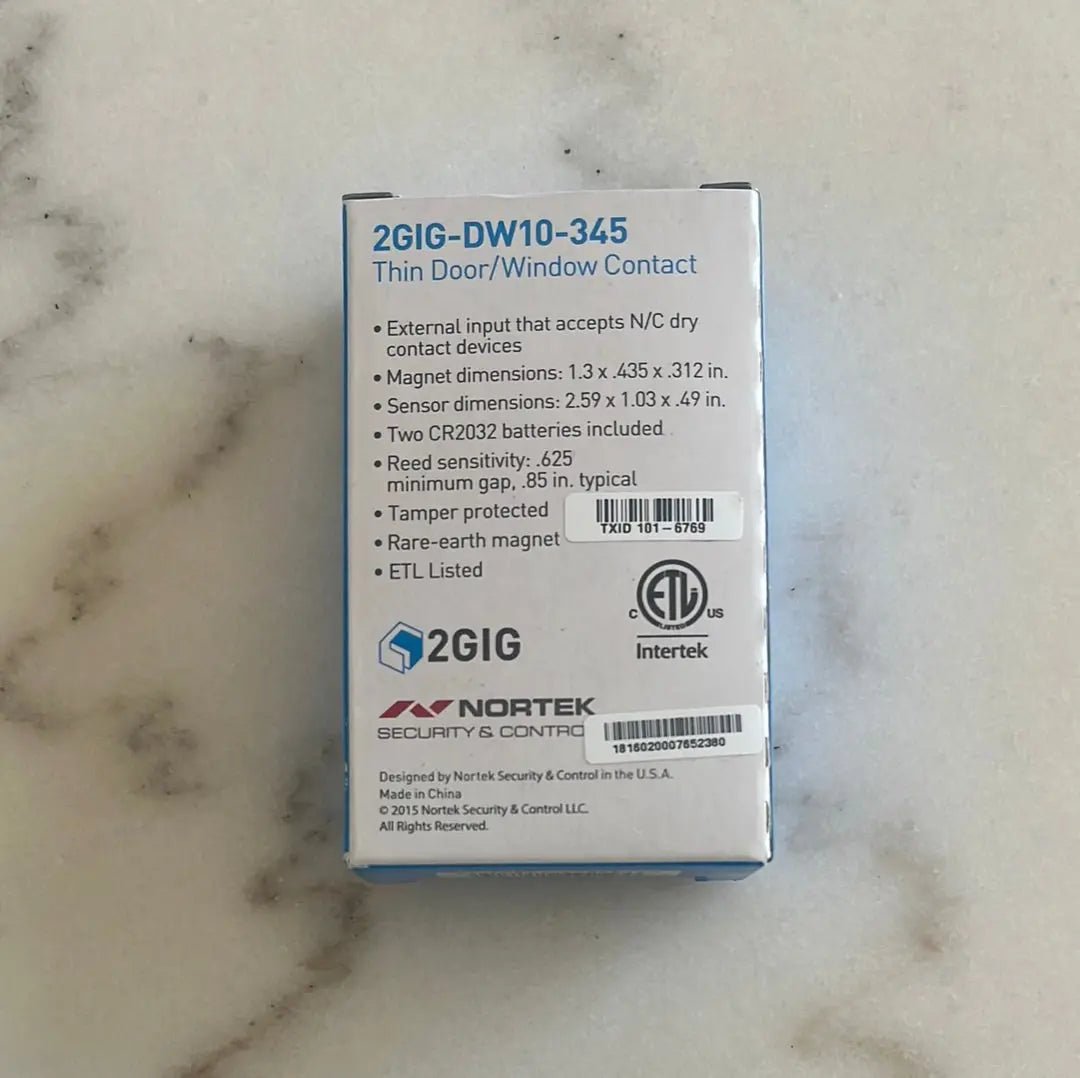 2GIG-DW10-345
Thin Door/Window Contact
• External input that accepts N/C dry
contact devices
• Magnet dimensions: 1.3 x .435 x .312 in.
• Sensor dimensions: 2.59 x 1.03 x .49 in.
• Two CR2032 batteries included
• Reed sensitivity: .625
minimum gap, .85 in. typical
• Tamper protected
TXID 101-6769
• Rare-earth magnet
• ETL Listed
ETL
LISTED
C US
Intertek
2GIG
NORTEK
SECURITY & CONTRO
1816020007652380
Designed by Nortek Security & Control in the U.S.A.
Made in China
© 2015 Nortek Security & Control LLC.
All Rights Reserved.